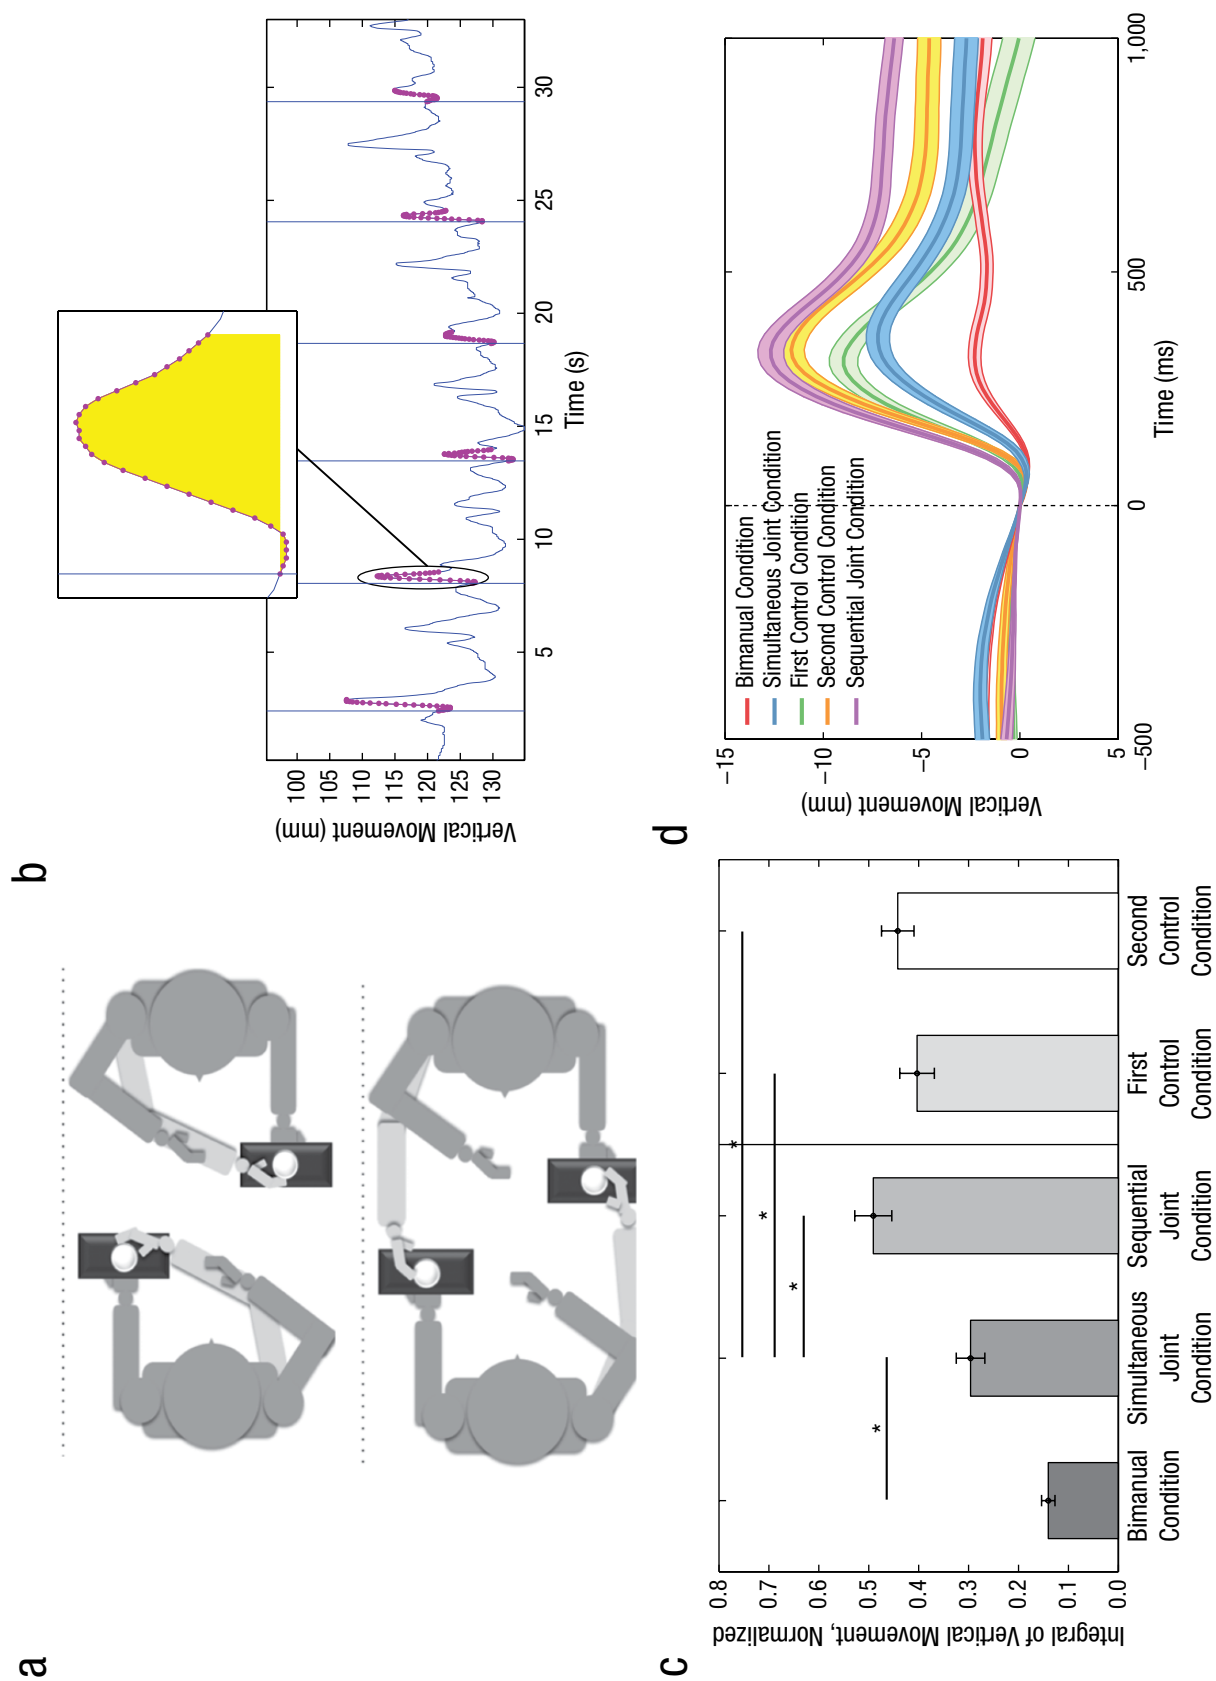 a
b
Vertical Movement (mm)
100
105
110
115
120
125
130
5
10
15
20
25
30
Time (s)
c
Integral of Vertical Movement, Normalized
0.8
0.7
0.6
0.5
0.4
0.3
0.2
0.1
0.0
*
*
*
*
Bimanual
Condition
Simultaneous
Joint
Condition
Sequential
Joint
Condition
First
Control
Condition
Second
Control
Condition
d
Vertical Movement (mm)
−15
−10
−5
0
5
Bimanual Condition
Simultaneous Joint Condition
First Control Condition
Second Control Condition
Sequential Joint Condition
−500
0
500
1,000
Time (ms)